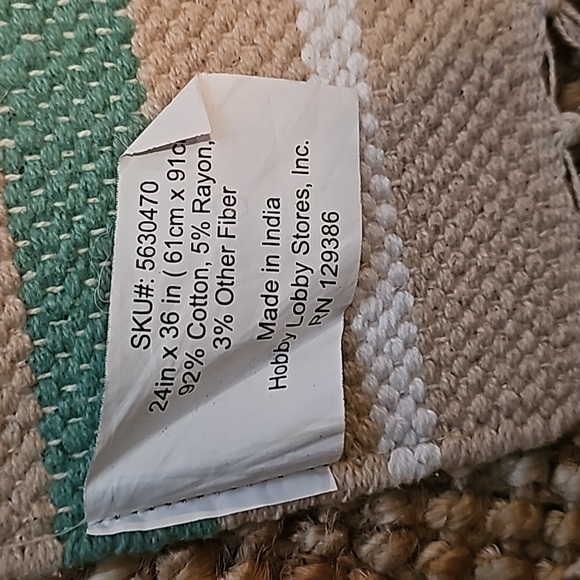 SKU#: 5630470
24in x 36 in ( 61cm x 91c
92% Cotton, 5% Rayon,
3% Other Fiber
Made in India
Hobby Lobby Stores, Inc.
RN 129386